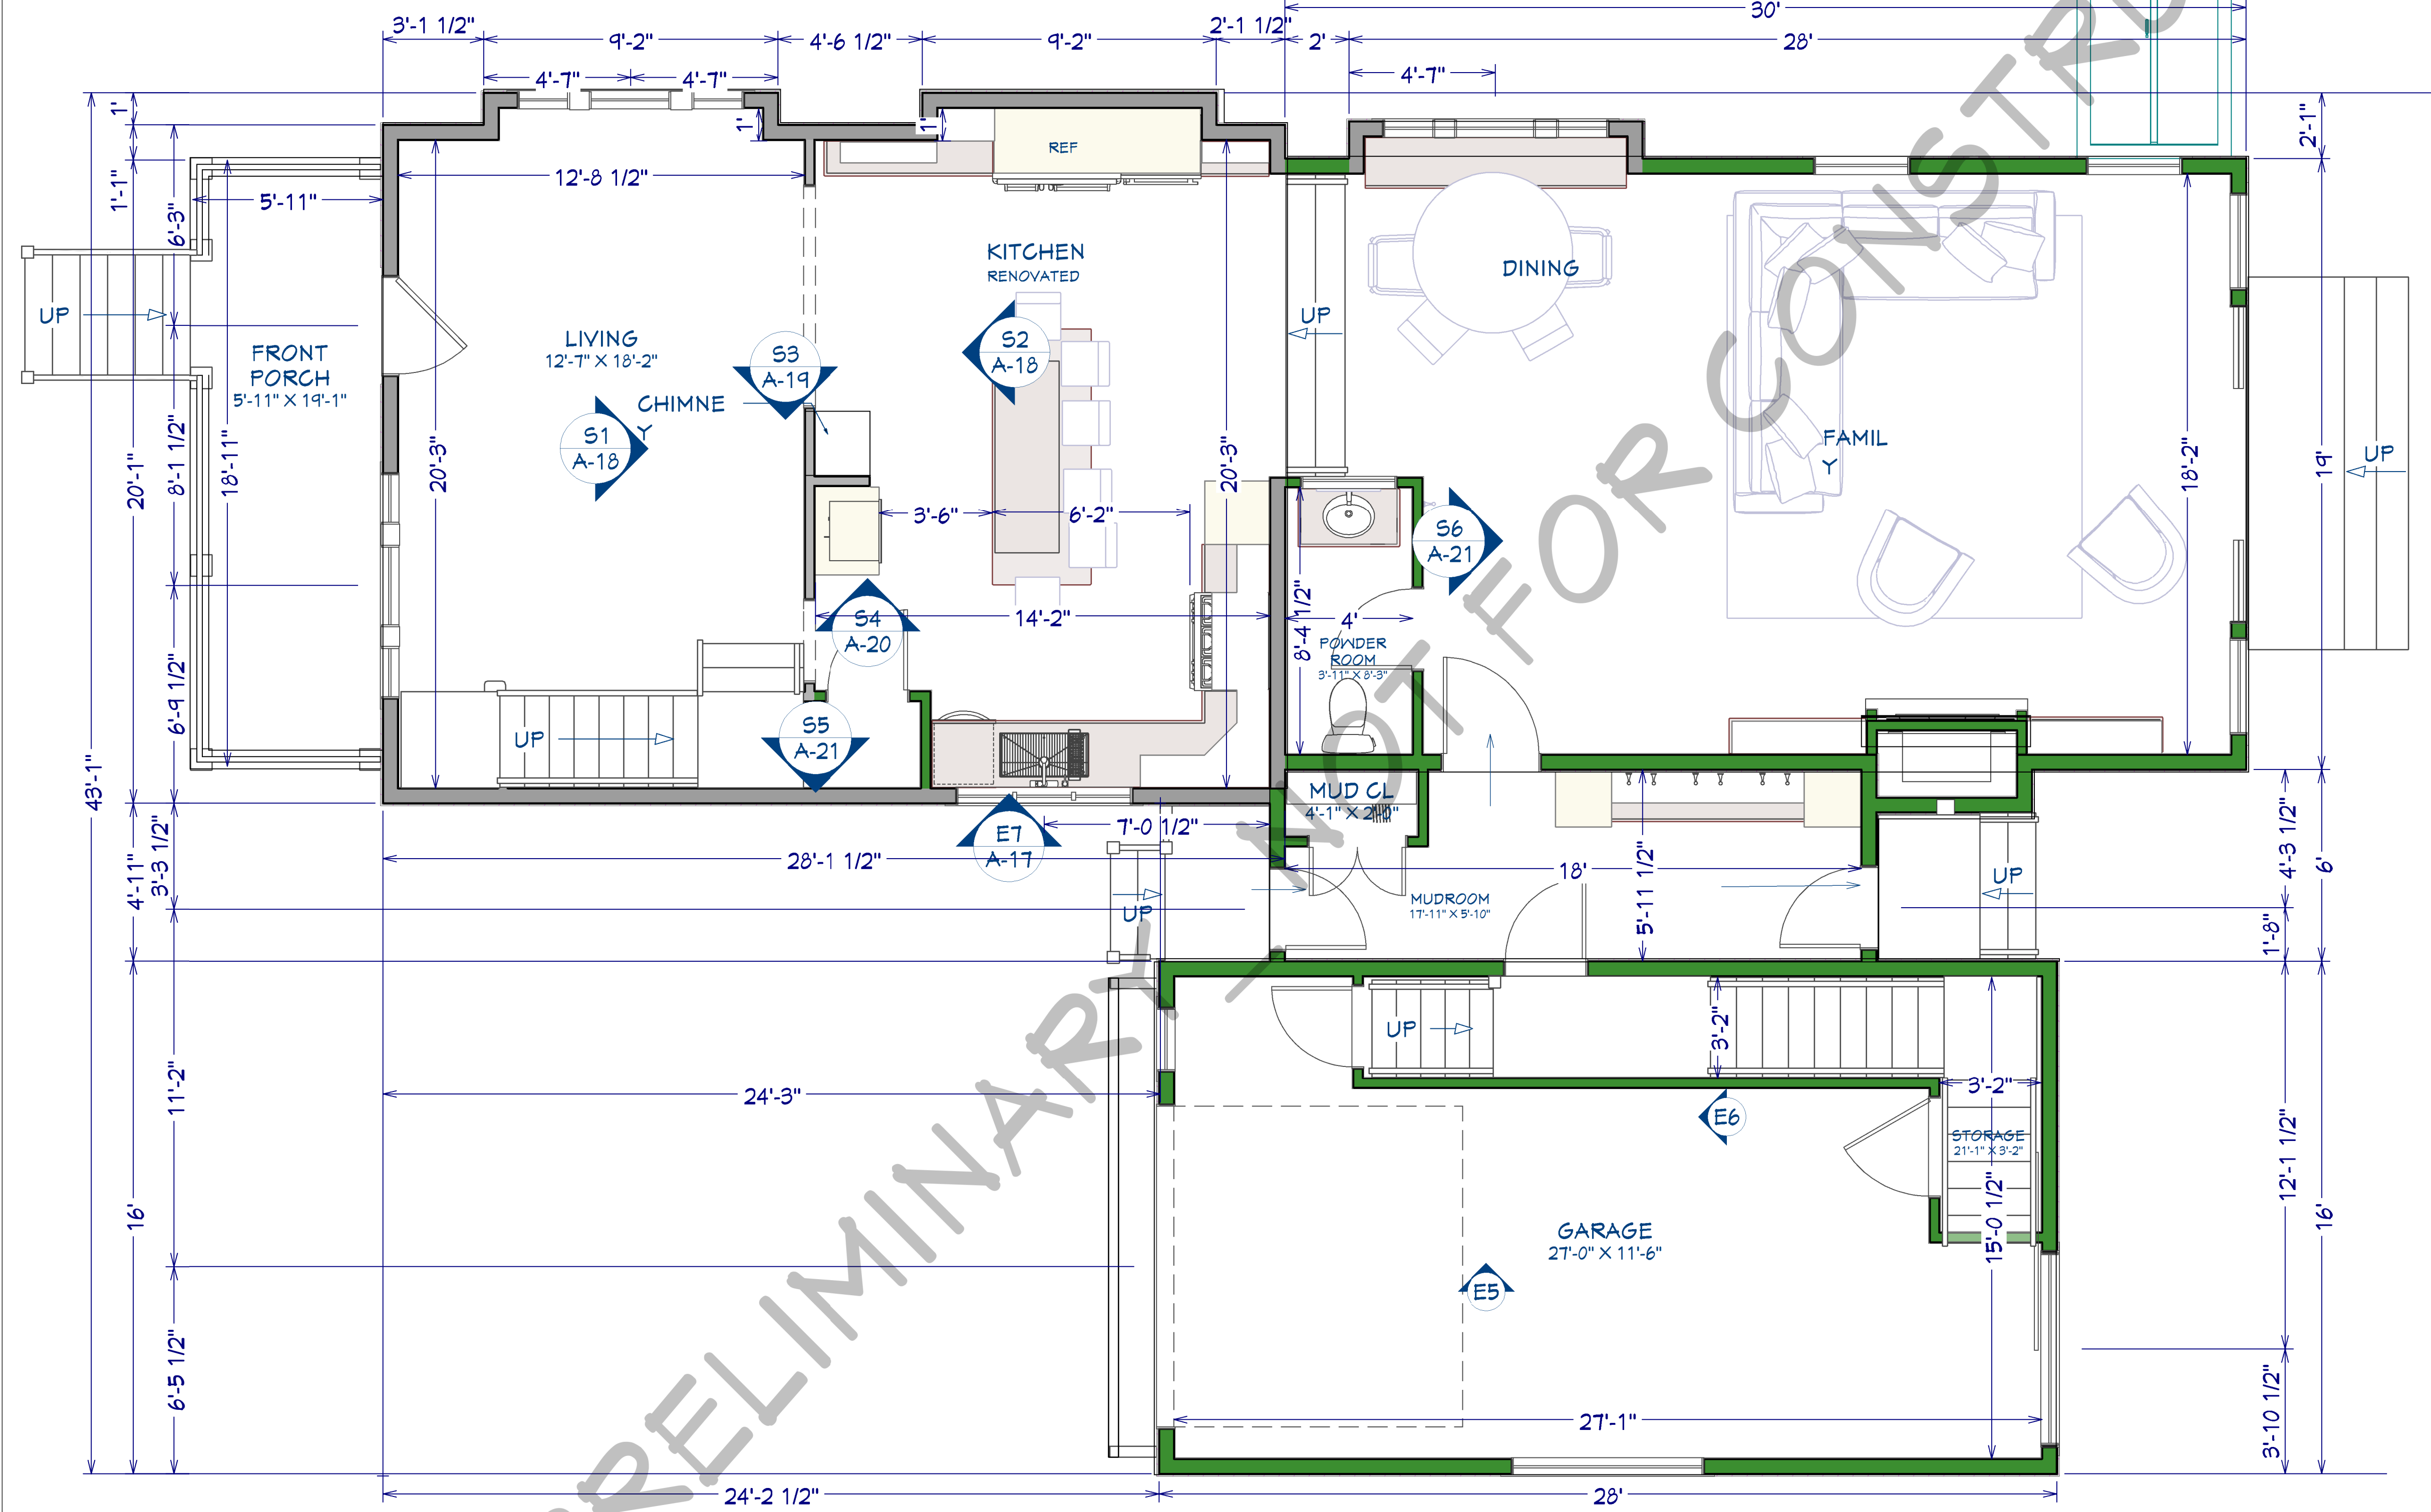 30'
3'-1 1/2"
9'-2"
4'-6 1/2"
9'-2"
2'-1 1/2"
2'
28'
4'-7"
4'-7"
4'-7"
1'
1'
1'
2'-1"
REF
1'-1"
12'-8 1/2"
5'-11"
6'-3"
KITCHEN
RENOVATED
DINING
UP
UP
LIVING
12'-7" X 18'-2"
FRONT
PORCH
5'-11" X 19'-1"
S3
A-19
S2
A-18
CHIMNE
Y
S1
A-18
FAMIL
Y
UP
20'-1"
8'-1 1/2"
18'-11"
20'-3"
20'-3"
18'-2"
19'
3'-6"
6'-2"
S6
A-21
S4
A-20
14'-2"
8'-4 1/2"
4'
POWDER
ROOM
3'-11" X 8'-3"
6'-9 1/2"
UP
S5
A-21
43'-1"
MUD CL
4'-1" X 2'-0"
E7
A-17
7'-0 1/2"
28'-1 1/2"
4'-11"
3'-3 1/2"
18'
5'-11 1/2"
UP
UP
MUDROOM
17'-11" X 5'-10"
4'-3 1/2"
6'
1'-8"
UP
3'-2"
3'-2"
24'-3"
11'-2"
E6
STORAGE
21'-1" X 3'-2"
12'-1 1/2"
16'
16'
15'-0 1/2"
GARAGE
27'-0" X 11'-6"
E5
6'-5 1/2"
27'-1"
3'-10 1/2"
24'-2 1/2"
28'
PRELIMINARY_NOT FOR CONSTRU